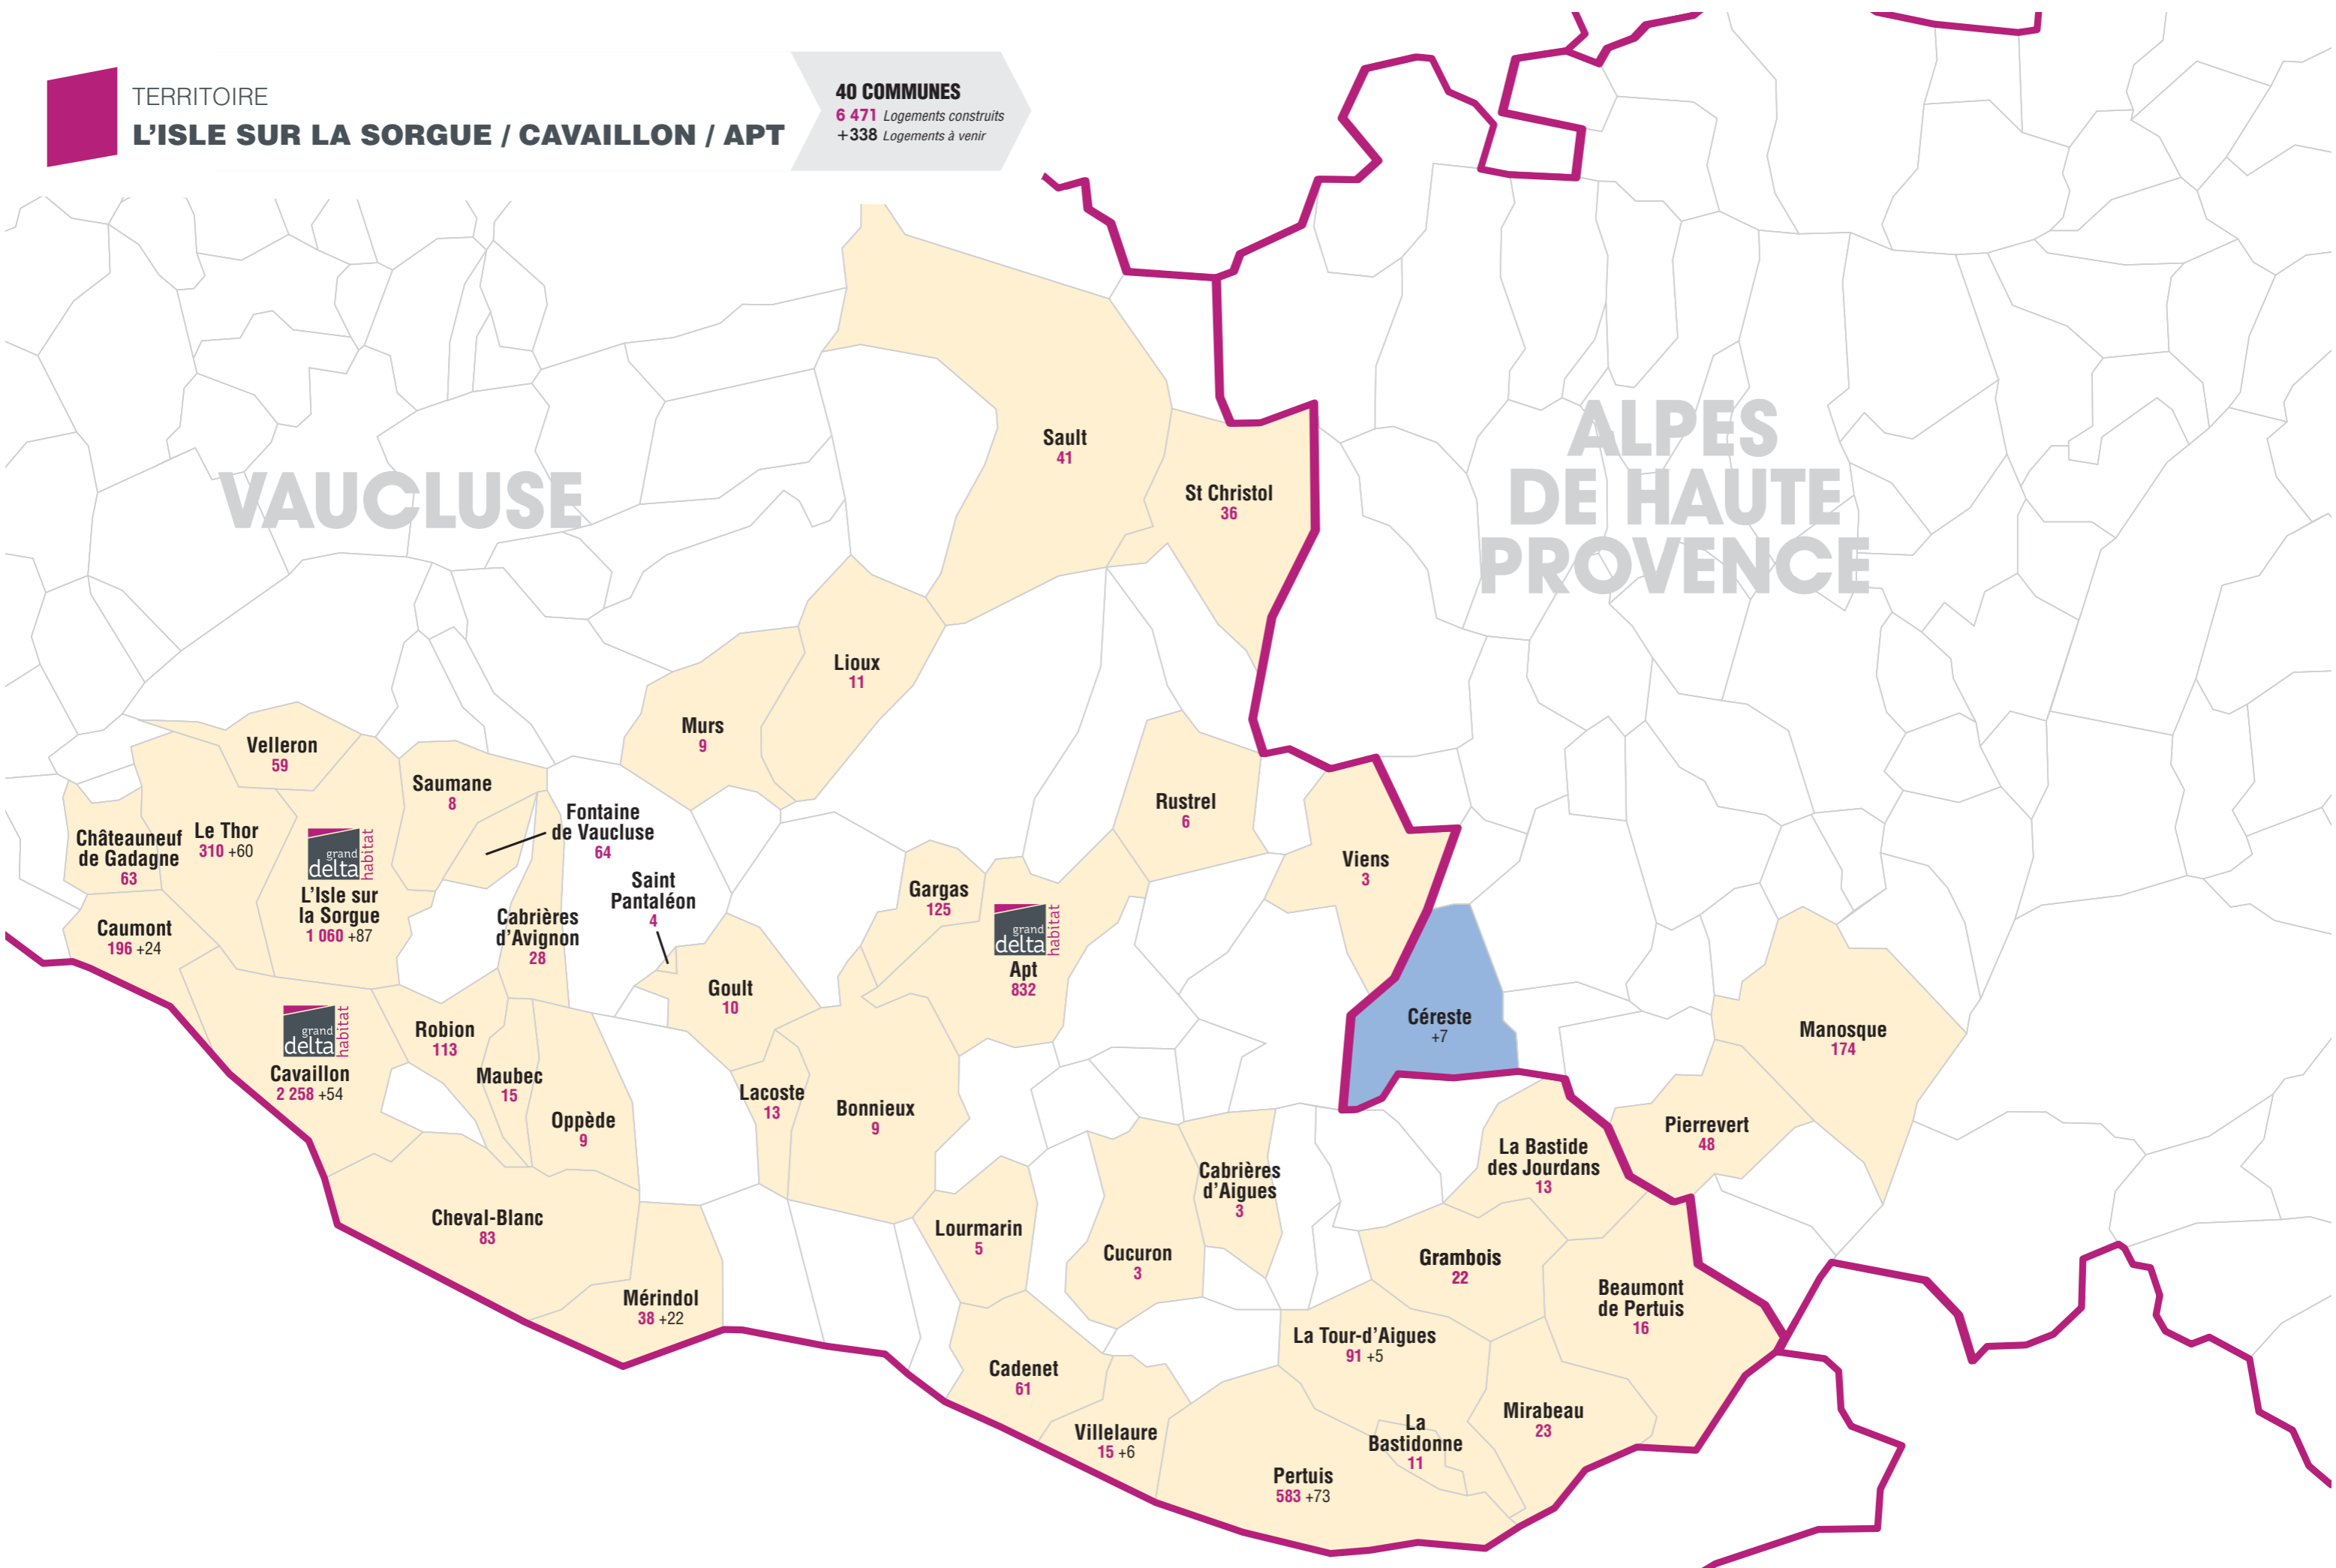 TERRITOIRE
L'ISLE SUR LA SORGUE / CAVAILLON / APT
40 COMMUNES
6 471 Logements construits
+338 Logements à venir
VAUCLUSE
ALPES
DE HAUTE
PROVENCE
Sault
41
St Christol
36
Lioux
11
Murs
9
Velleron
59
Saumane
8
Fontaine
de Vaucluse
64
Rustrel
6
Châteauneuf
de Gadagne
63
Le Thor
310 +60
grand
delta
habitat
L'Isle sur
la Sorgue
1 060 +87
Saint
Pantaléon
4
Viens
3
Gargas
125
Caumont
196 +24
Cabrières
d'Avignon
28
grand
delta
habitat
Apt
832
Goult
10
Céreste
+7
Manosque
174
grand
delta
habitat
Cavaillon
2 258 +54
Robion
113
Maubec
15
Oppède
9
Lacoste
13
Bonnieux
9
Pierrevert
48
La Bastide
des Jourdans
13
Cabrières
d'Aigues
3
Cheval-Blanc
83
Lourmarin
5
Cucuron
3
Grambois
22
Beaumont
de Pertuis
16
Mérindol
38 +22
La Tour-d'Aigues
91 +5
Cadenet
61
Villelaure
15 +6
La
Bastidonne
11
Mirabeau
23
Pertuis
583 +73